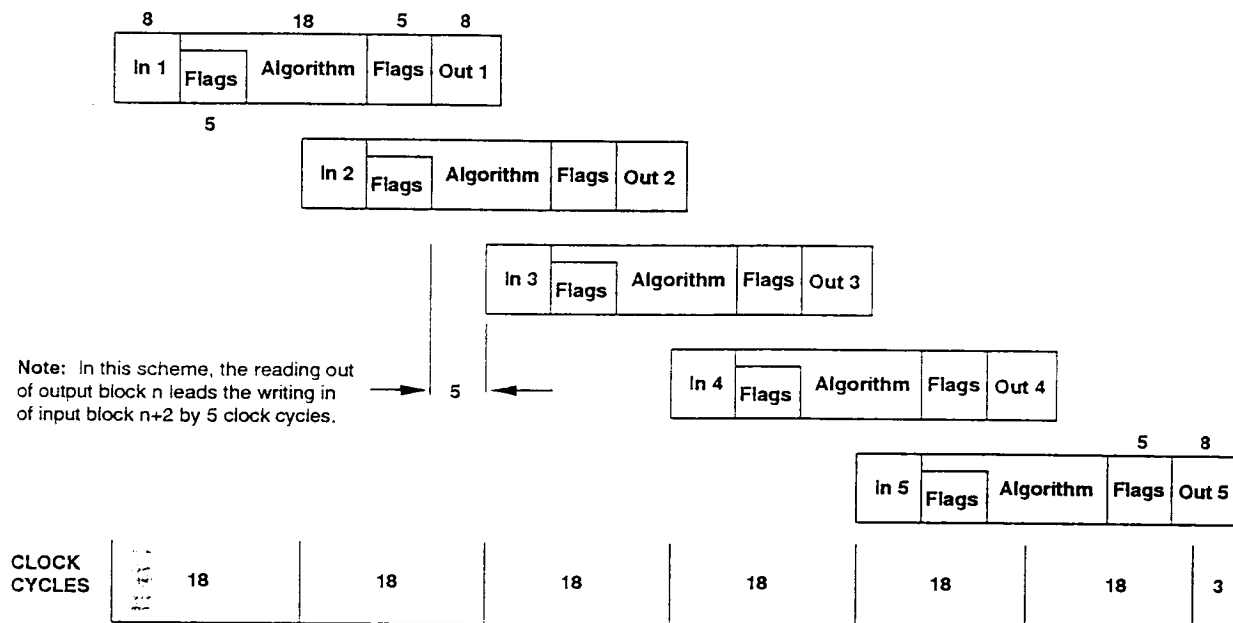 8 18 5 8
In 1 Flags Algorithm Flags Out 1
5
In 2 Flags Algorithm Flags Out 2
In 3 Flags Algorithm Flags Out 3
Note: In this scheme, the reading out
of output block n leads the writing in
of input block n+2 by 5 clock cycles.
5
In 4 Flags Algorithm Flags Out 4
5 8
In 5 Flags Algorithm Flags Out 5
CLOCK
CYCLES
18 18 18 18 18 18 3